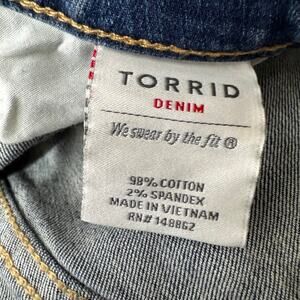 TORRID
DENIM
We swear by the fit ®
98% COTTON
2% SPANDEX
MADE IN VIETNAM
RN# 148862